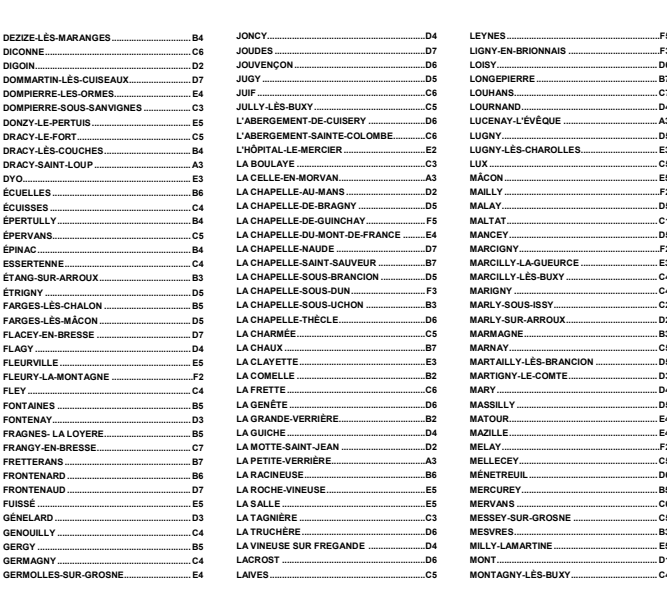 DEZIZE-LÈS-MARANGES ........ B4
DICONNE ........ C6
DIGOIN ........ D2
DOMMARTIN-LÈS-CUISEAUX ........ D7
DOMPIERRE-LES-ORMES ........ E4
DOMPIERRE-SOUS-SANVIGNES ........ C3
DONZY-LE-PERTUIS ........ E5
DRACY-LE-FORT ........ C5
DRACY-LÈS-COUCHES ........ B4
DRACY-SAINT-LOUP ........ A3
DYO ........ E3
ÉCUELLES ........ B6
ÉCUISSES ........ C4
ÉPERTULLY ........ B4
ÉPERVANS ........ C5
ÉPINAC ........ B4
ESSERTENNE ........ C4
ÉTANG-SUR-ARROUX ........ B3
ÉTRIGNY ........ D5
FARGES-LÈS-CHALON ........ B5
FARGES-LÈS-MÂCON ........ D5
FLACEY-EN-BRESSE ........ D7
FLAGY ........ D4
FLEURVILLE ........ E5
FLEURY-LA-MONTAGNE ........ F2
FLEY ........ C4
FONTAINES ........ B5
FONTENAY ........ D3
FRAGNES- LA LOYERE ........ B5
FRANGY-EN-BRESSE ........ C7
FRETTERANS ........ B7
FRONTENARD ........ B6
FRONTENAUD ........ D7
FUISSÉ ........ E5
GÉNELARD ........ D3
GENOUILLY ........ C4
GERGY ........ B5
GERMAGNY ........ C4
GERMOLLES-SUR-GROSNE ........ E4
JONCY ........ D4
JOUDES ........ D7
JOUVENÇON ........ D6
JUGY ........ D5
JUIF ........ C6
JULLY-LÈS-BUXY ........ C5
L'ABERGEMENT-DE-CUISERY ........ D6
L'ABERGEMENT-SAINTE-COLOMBE ........ C6
L'HÔPITAL-LE-MERCIER ........ E2
LA BOULAYE ........ C3
LA CELLE-EN-MORVAN ........ A3
LA CHAPELLE-AU-MANS ........ D2
LA CHAPELLE-DE-BRAGNY ........ D5
LA CHAPELLE-DE-GUINCHAY ........ F5
LA CHAPELLE-DU-MONT-DE-FRANCE ........ E4
LA CHAPELLE-NAUDE ........ D7
LA CHAPELLE-SAINT-SAUVEUR ........ B7
LA CHAPELLE-SOUS-BRANCION ........ D5
LA CHAPELLE-SOUS-DUN ........ F3
LA CHAPELLE-SOUS-UCHON ........ B3
LA CHAPELLE-THÈCLE ........ D6
LA CHARMÉE ........ C5
LA CHAUX ........ B7
LA CLAYETTE ........ E3
LA COMELLE ........ B2
LA FRETTE ........ C6
LA GENÊTE ........ D6
LA GRANDE-VERRIÈRE ........ B2
LA GUICHE ........ D4
LA MOTTE-SAINT-JEAN ........ D2
LA PETITE-VERRIÈRE ........ A3
LA RACINEUSE ........ B6
LA ROCHE-VINEUSE ........ E5
LA SALLE ........ E5
LA TAGNIÈRE ........ C3
LA TRUCHÈRE ........ D6
LA VINEUSE SUR FREGANDE ........ D4
LACROST ........ D6
LAIVES ........ C5
LEYNES ........
LIGNY-EN-BRIONNAIS ........
LOISY ........
LONGEPIERRE ........
LOUHANS ........
LOURNAND ........
LUCENAY-L'ÉVÊQUE ........
LUGNY ........
LUGNY-LÈS-CHAROLLES ........
LUX ........
MÂCON ........
MAILLY ........
MALAY ........
MALTAT ........
MANCEY ........
MARCIGNY ........
MARCILLY-LA-GUEURCE ........
MARCILLY-LÈS-BUXY ........
MARIGNY ........
MARLY-SOUS-ISSY ........
MARLY-SUR-ARROUX ........
MARMAGNE ........
MARNAY ........
MARTAILLY-LÈS-BRANCION ........
MARTIGNY-LE-COMTE ........
MARY ........
MASSILLY ........
MATOUR ........
MAZILLE ........
MELAY ........
MELLECEY ........
MÉNETREUIL ........
MERCUREY ........
MERVANS ........
MESSEY-SUR-GROSNE ........
MESVRES ........
MILLY-LAMARTINE ........
MONT ........
MONTAGNY-LÈS-BUXY ........